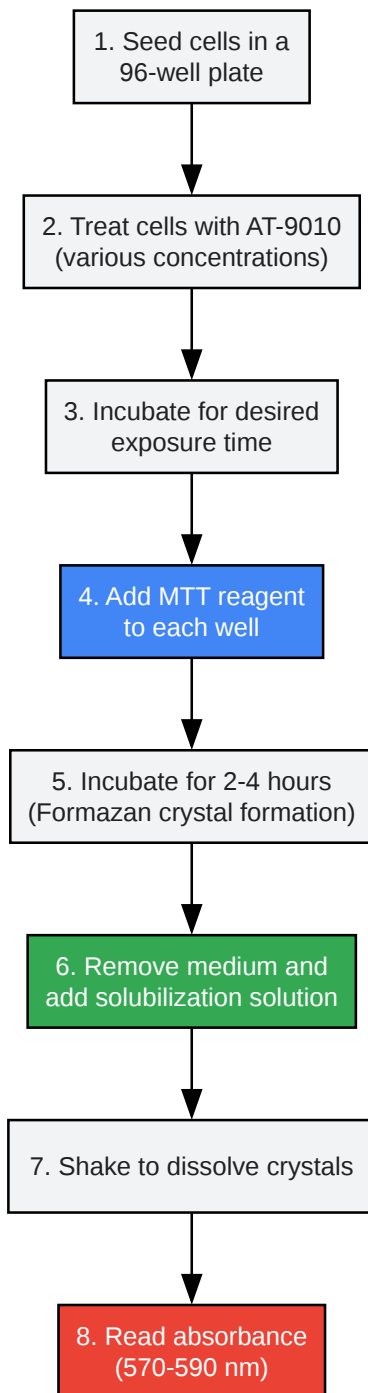 1. Seed cells in a
96-well plate
2. Treat cells with AT-9010
(various concentrations)
3. Incubate for desired
exposure time
4. Add MTT reagent
to each well
5. Incubate for 2-4 hours
(Formazan crystal formation)
6. Remove medium and
add solubilization solution
7. Shake to dissolve crystals
8. Read absorbance
(570-590 nm)